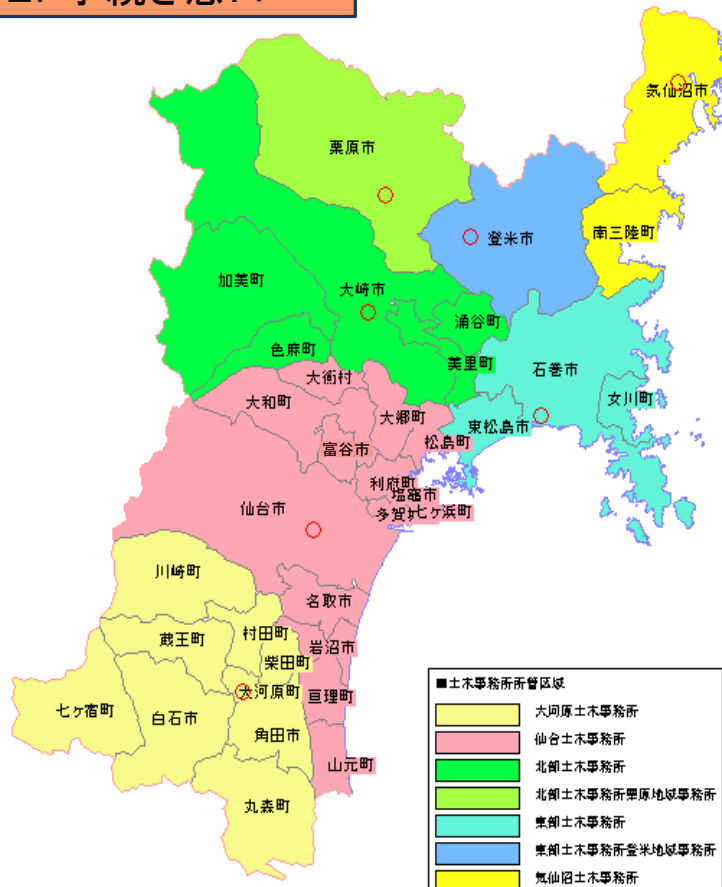 気仙沼市
栗原市
南三陸町
登米市
加美町
大崎市
涌谷町
色麻町
美里町
石巻市
大衡村
女川町
大和町
大郷町
東松島市
松島町
富谷市
利府町
塩竈市
仙台市
七ヶ浜町
川崎町
名取市
村田町
蔵王町
岩沼市
柴田町
大河原町
亘理町
七ヶ宿町
白石市
角田市
山元町
丸森町
■土木事務所所管区域
大河原土木事務所
仙台土木事務所
北部土木事務所
北部土木事務所栗原地域事務所
東部土木事務所
東部土木事務所登米地域事務所
気仙沼土木事務所